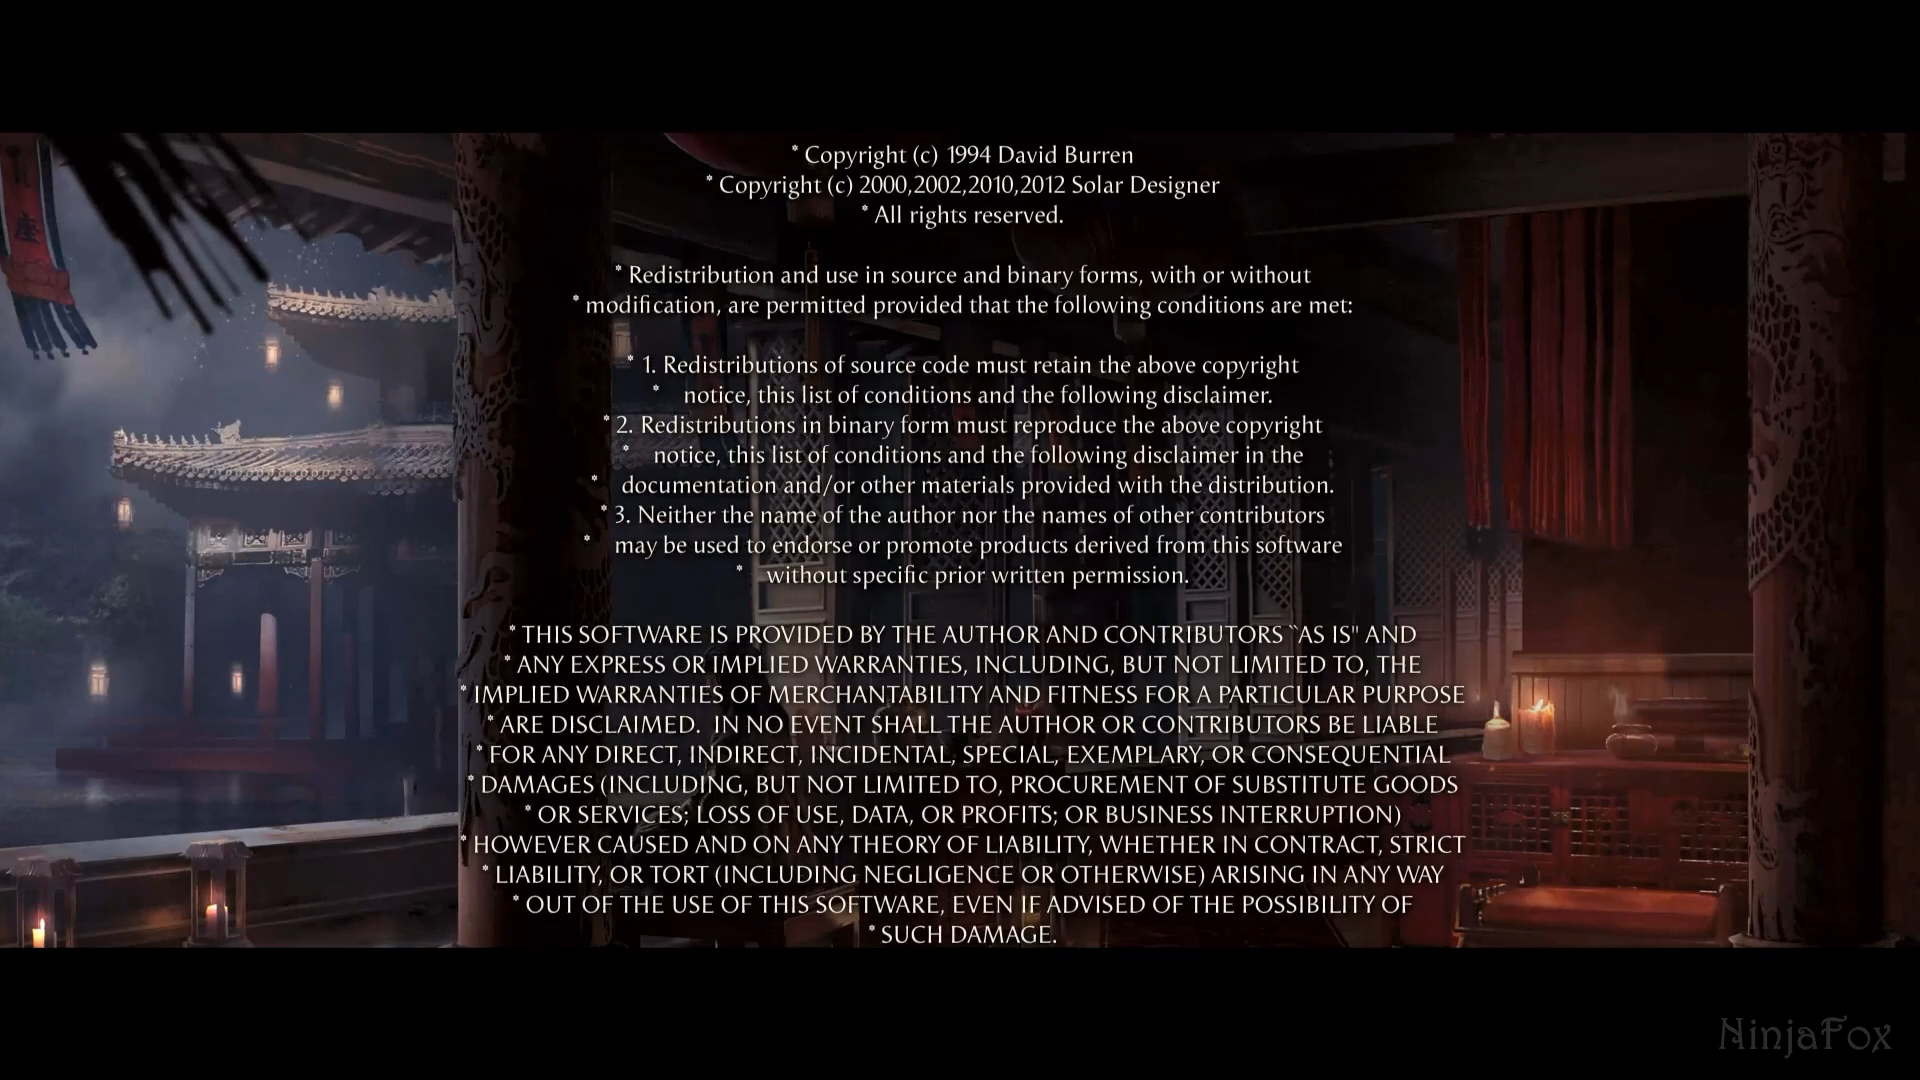 * Copyright (c) 1994 David Burren
* Copyright (c) 2000,2002,2010,2012 Solar Designer
* All rights reserved.
* Redistribution and use in source and binary forms, with or without
* modification, are permitted provided that the following conditions are met:
* 1. Redistributions of source code must retain the above copyright
*    notice, this list of conditions and the following disclaimer.
* 2. Redistributions in binary form must reproduce the above copyright
*    notice, this list of conditions and the following disclaimer in the
*    documentation and/or other materials provided with the distribution.
* 3. Neither the name of the author nor the names of other contributors
*    may be used to endorse or promote products derived from this software
*    without specific prior written permission.
* THIS SOFTWARE IS PROVIDED BY THE AUTHOR AND CONTRIBUTORS ``AS IS'' AND
* ANY EXPRESS OR IMPLIED WARRANTIES, INCLUDING, BUT NOT LIMITED TO, THE
* IMPLIED WARRANTIES OF MERCHANTABILITY AND FITNESS FOR A PARTICULAR PURPOSE
* ARE DISCLAIMED.  IN NO EVENT SHALL THE AUTHOR OR CONTRIBUTORS BE LIABLE
* FOR ANY DIRECT, INDIRECT, INCIDENTAL, SPECIAL, EXEMPLARY, OR CONSEQUENTIAL
* DAMAGES (INCLUDING, BUT NOT LIMITED TO, PROCUREMENT OF SUBSTITUTE GOODS
* OR SERVICES; LOSS OF USE, DATA, OR PROFITS; OR BUSINESS INTERRUPTION)
* HOWEVER CAUSED AND ON ANY THEORY OF LIABILITY, WHETHER IN CONTRACT, STRICT
* LIABILITY, OR TORT (INCLUDING NEGLIGENCE OR OTHERWISE) ARISING IN ANY WAY
* OUT OF THE USE OF THIS SOFTWARE, EVEN IF ADVISED OF THE POSSIBILITY OF
* SUCH DAMAGE.
NinjaFox